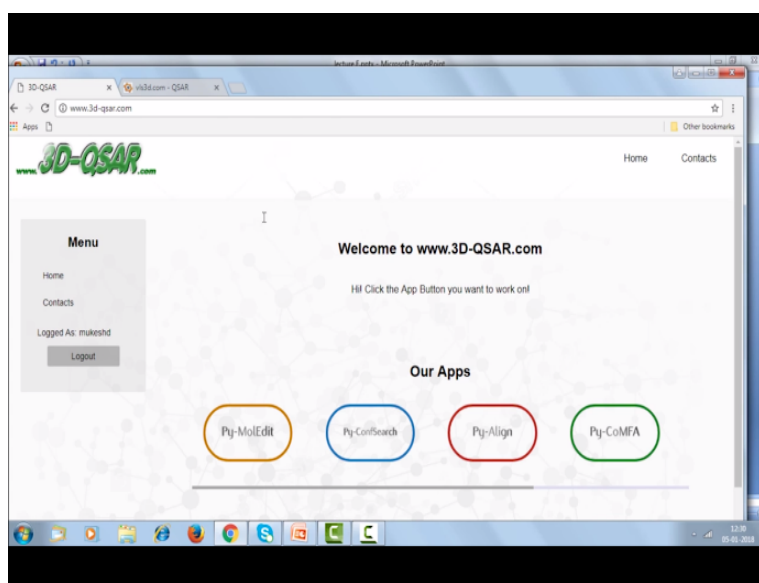 lecture 6.pptx - Microsoft PowerPoint
3D-QSAR
vls3d.com - QSAR
www.3d-qsar.com
Apps
Other bookmarks
www.3D-QSAR.com
Home
Contacts
Menu
Home
Contacts
Logged As: mukeshd
Logout
Welcome to www.3D-QSAR.com
Hi! Click the App Button you want to work on!
Our Apps
Py-MolEdit
Py-ConfSearch
Py-Align
Py-CoMFA
12:30
05-01-2018